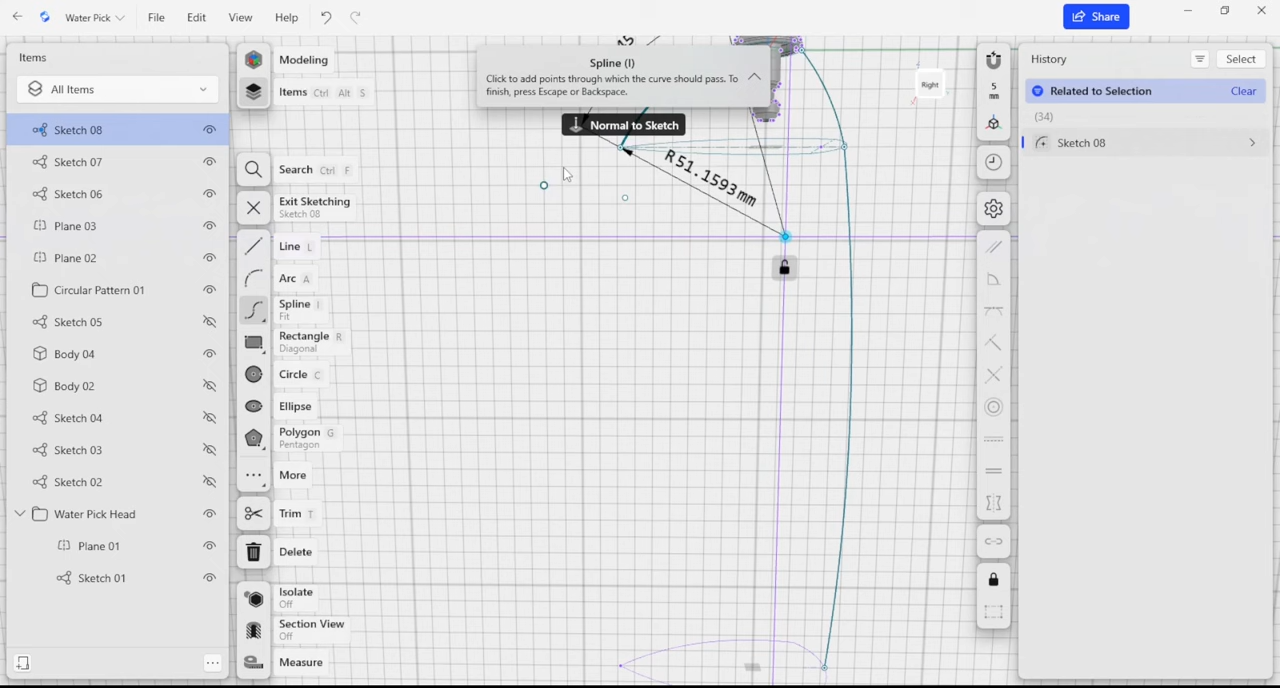 Water Pick
File
Edit
View
Help
Share
Items
All Items
Sketch 08
Sketch 07
Sketch 06
Plane 03
Plane 02
Circular Pattern 01
Sketch 05
Body 04
Body 02
Sketch 04
Sketch 03
Sketch 02
Water Pick Head
Plane 01
Sketch 01
Modeling
Items Ctrl Alt S
Search Ctrl F
Exit Sketching
Sketch 08
Line L
Arc A
Spline I
Fit
Rectangle R
Diagonal
Circle C
Ellipse
Polygon G
Pentagon
More
Trim T
Delete
Isolate
Off
Section View
Off
Measure
Spline (I)
Click to add points through which the curve should pass. To
finish, press Escape or Backspace.
Normal to Sketch
R51.1593mm
Right
5
mm
History
Select
Related to Selection
Clear
(34)
Sketch 08